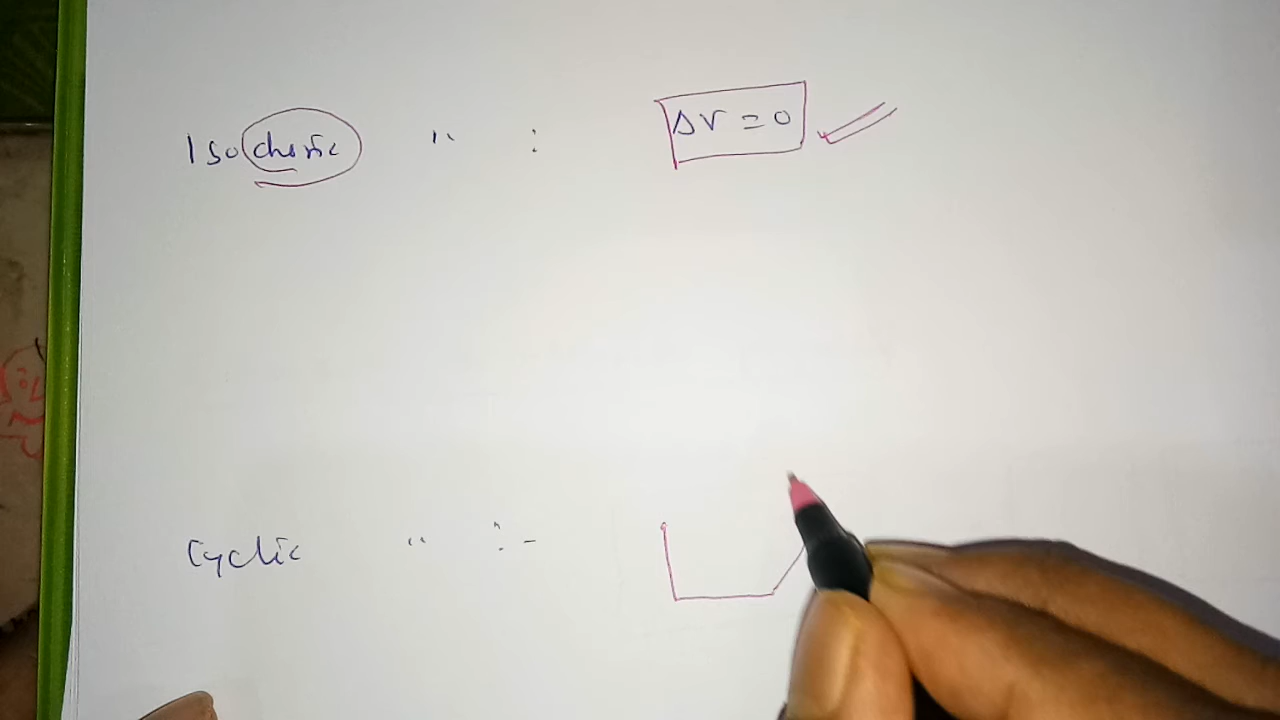 Isochoric " : ΔV = 0
Cyclic " :-